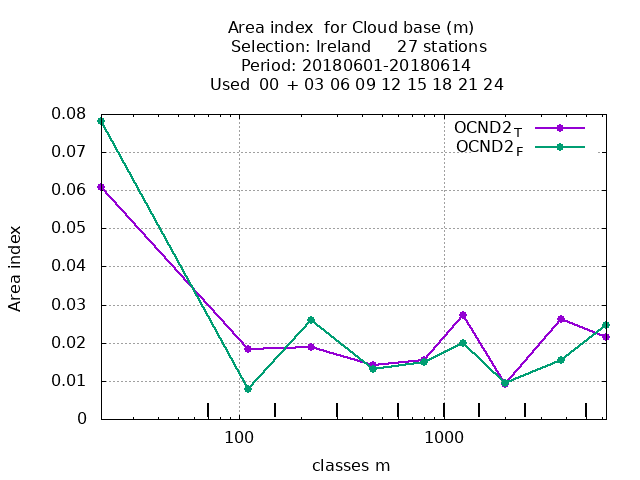 Area index  for Cloud base (m)
Selection: Ireland     27 stations
Period: 20180601-20180614
Used  00 + 03 06 09 12 15 18 21 24
OCND2T
OCND2F
0.08
0.07
0.06
0.05
0.04
0.03
0.02
0.01
0
Area index
100 1000
classes m